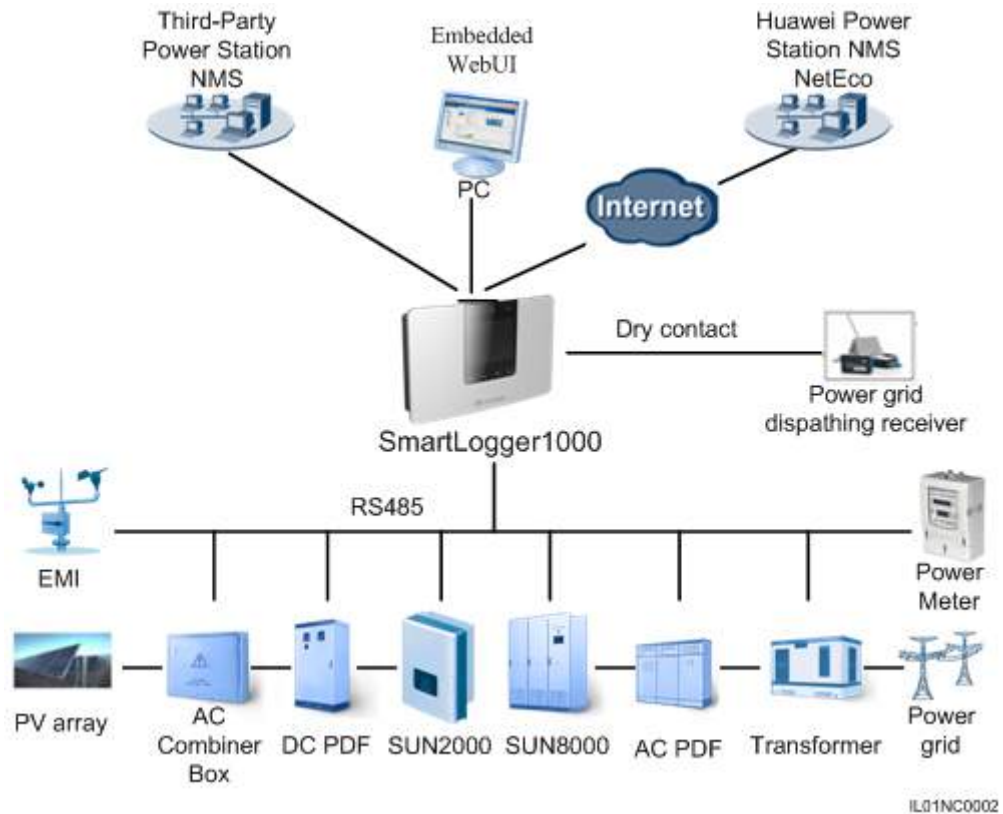 Third-Party
Power Station
NMS
Embedded
WebUI
Huawei Power
Station NMS
NetEco
PC
Internet
Dry contact
Power grid
dispathing receiver
SmartLogger1000
RS485
EMI
Power
Meter
PV array
AC
Combiner
Box
DC PDF
SUN2000
SUN8000
AC PDF
Transformer
Power
grid
IL01NC0002